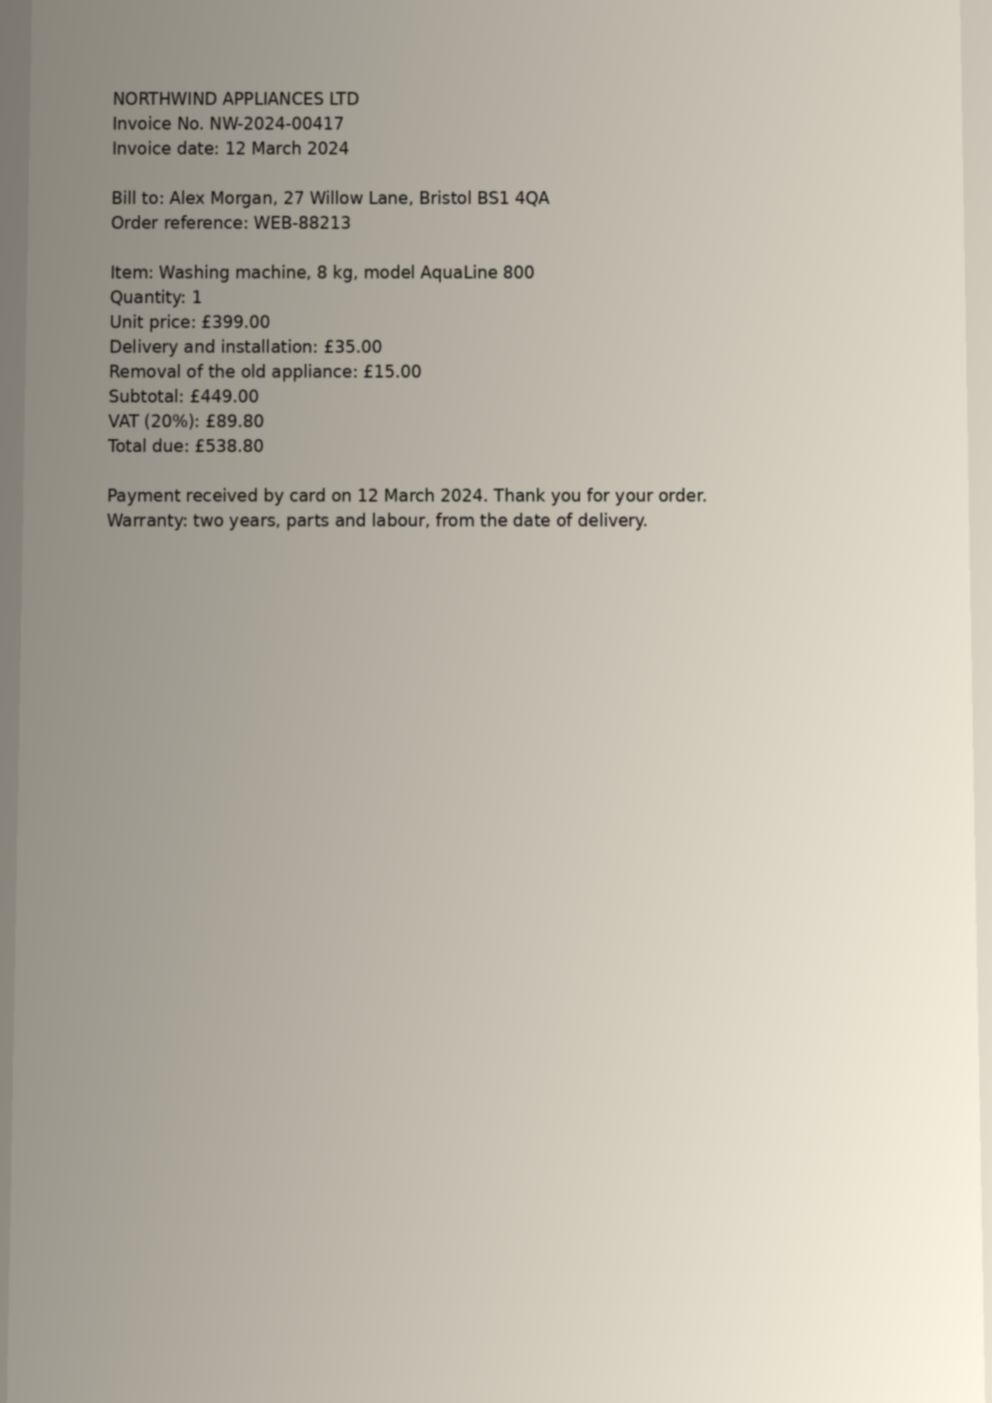 NORTHWIND APPLIANCES LTD
Invoice No. NW-2024-00417
Invoice date: 12 March 2024
Bill to: Alex Morgan, 27 Willow Lane, Bristol BS1 4QA
Order reference: WEB-88213
Item: Washing machine, 8 kg, model AquaLine 800
Quantity: 1
Unit price: £399.00
Delivery and installation: £35.00
Removal of the old appliance: £15.00
Subtotal: £449.00
VAT (20%): £89.80
Total due: £538.80
Payment received by card on 12 March 2024. Thank you for your order.
Warranty: two years, parts and labour, from the date of delivery.